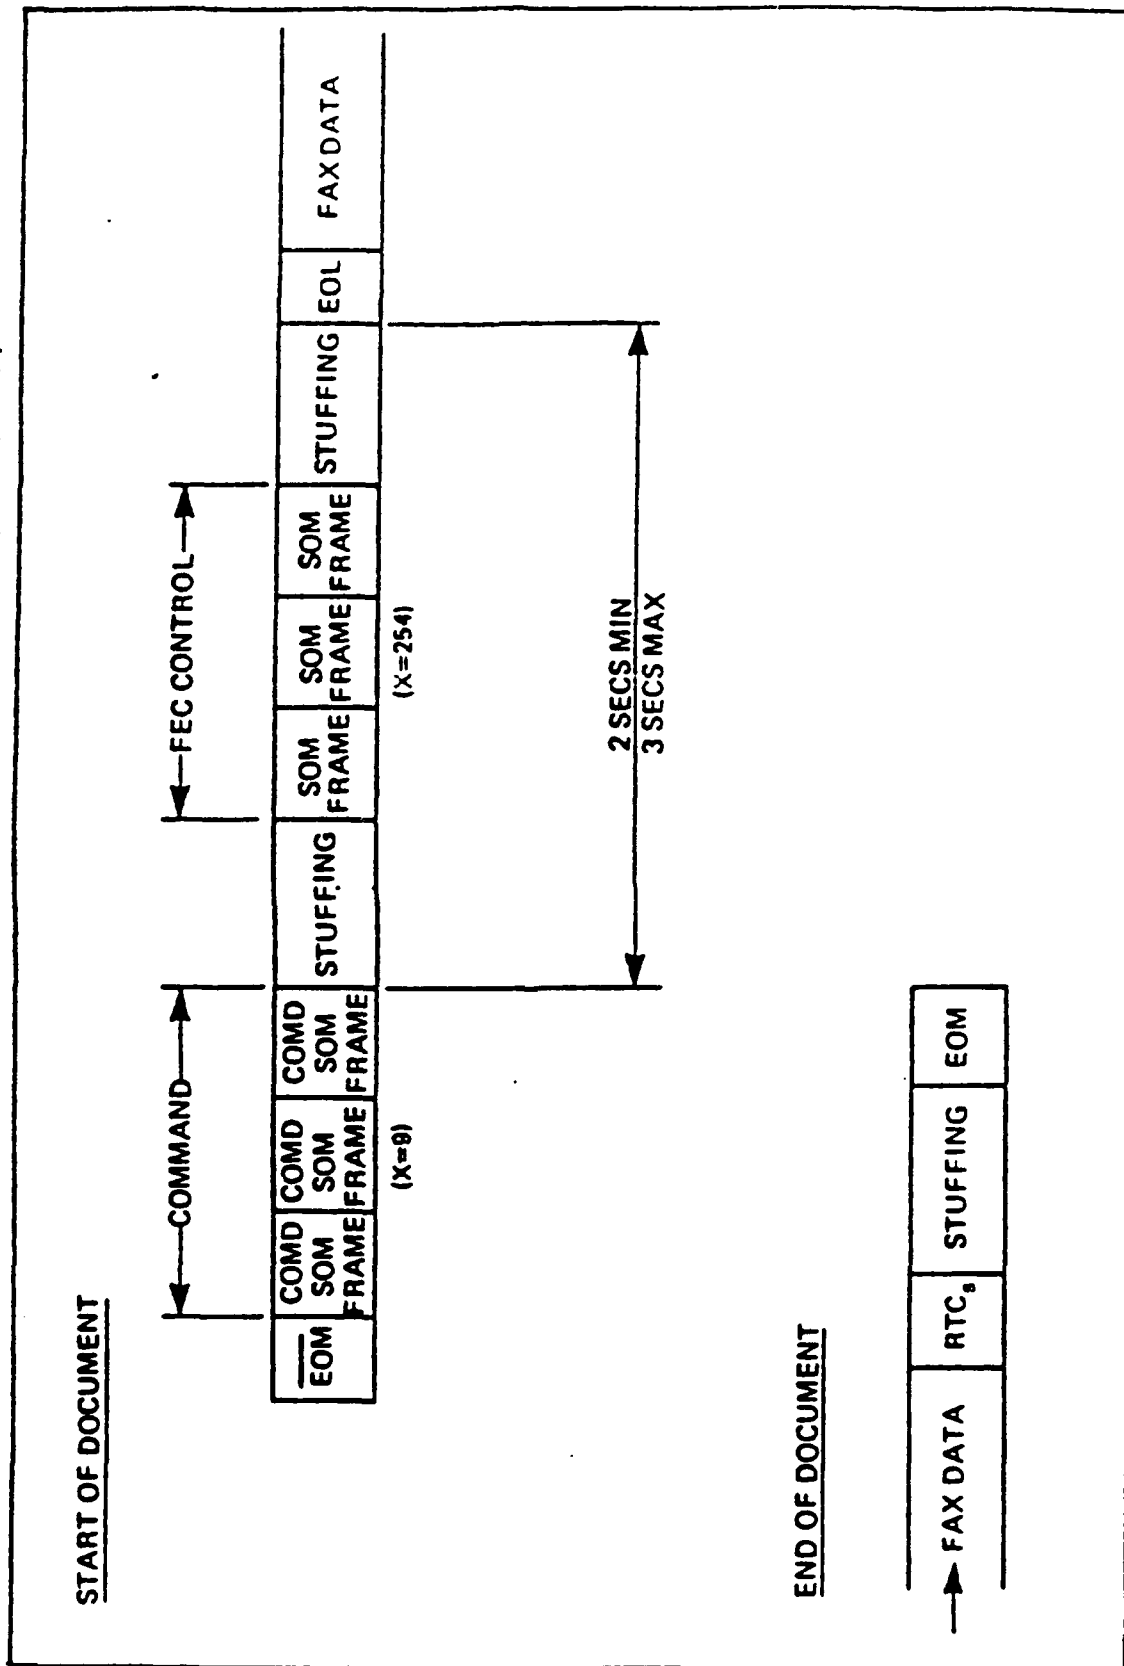 START OF DOCUMENT
COMMAND
FEC CONTROL
EOM
COMD SOM FRAME
COMD SOM FRAME
COMD SOM FRAME
STUFFING
SOM FRAME
SOM FRAME
SOM FRAME
STUFFING
EOL
FAX DATA
(X=9)
(X=254)
2 SECS MIN
3 SECS MAX
END OF DOCUMENT
FAX DATA
RTCs
STUFFING
EOM